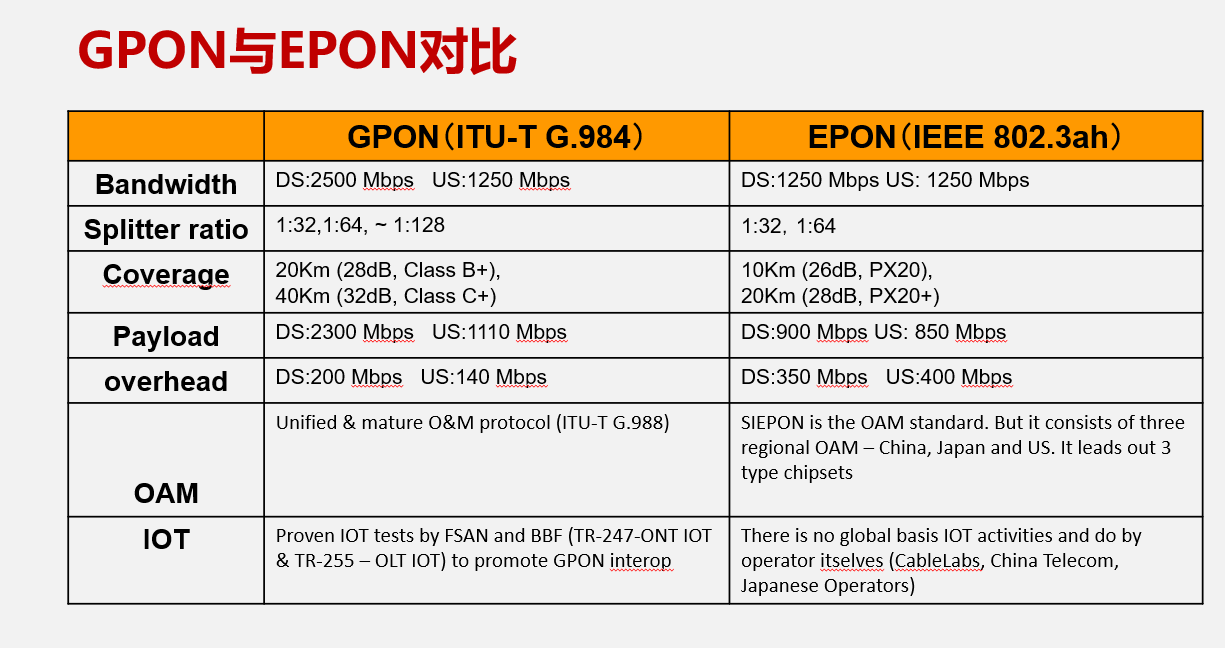 GPON与EPON对比
GPON（ITU-T G.984）
EPON（IEEE 802.3ah）
Bandwidth
DS:2500 Mbps US:1250 Mbps
DS:1250 Mbps US: 1250 Mbps
Splitter ratio
1:32,1:64, ~ 1:128
1:32, 1:64
Coverage
20Km (28dB, Class B+),
40Km (32dB, Class C+)
10Km (26dB, PX20),
20Km (28dB, PX20+)
Payload
DS:2300 Mbps US:1110 Mbps
DS:900 Mbps US: 850 Mbps
overhead
DS:200 Mbps US:140 Mbps
DS:350 Mbps US:400 Mbps
OAM
Unified & mature O&M protocol (ITU-T G.988)
SIEPON is the OAM standard. But it consists of three
regional OAM – China, Japan and US. It leads out 3
type chipsets
IOT
Proven IOT tests by FSAN and BBF (TR-247-ONT IOT
& TR-255 – OLT IOT) to promote GPON interop
There is no global basis IOT activities and do by
operator itselves (CableLabs, China Telecom,
Japanese Operators)